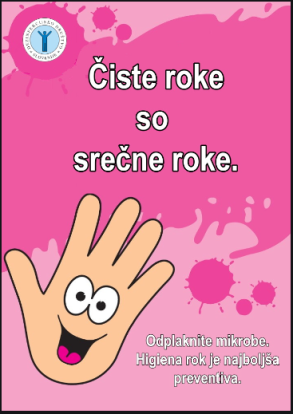 Čiste roke
so
srečne roke.
Odplaknite mikrobe.
Higiena rok je najboljša
preventiva.